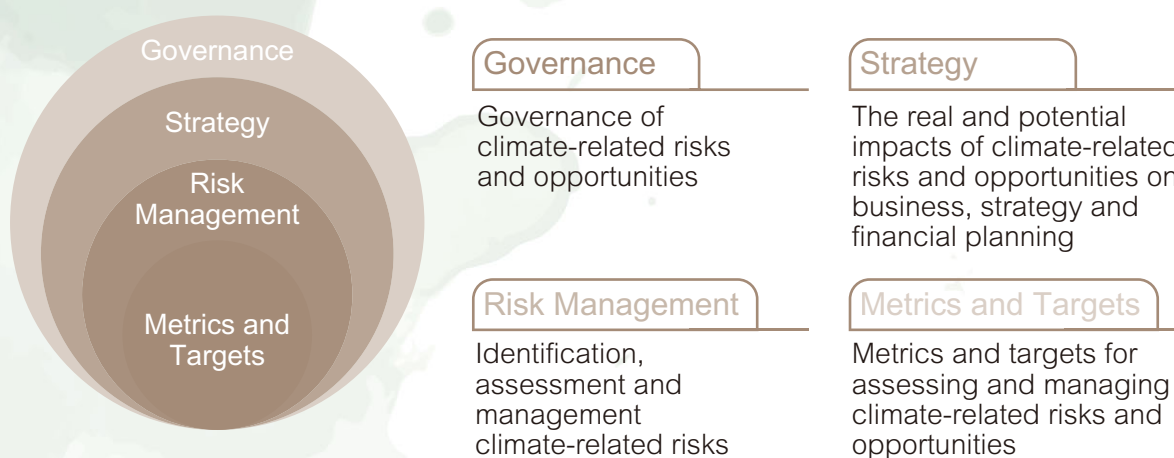 Governance
Strategy
Risk
Management
Metrics and
Targets
Governance
Governance of
climate-related risks
and opportunities
Strategy
The real and potential
impacts of climate-related
risks and opportunities on
business, strategy and
financial planning
Risk Management
Identification,
assessment and
management
climate-related risks
Metrics and Targets
Metrics and targets for
assessing and managing
climate-related risks and
opportunities